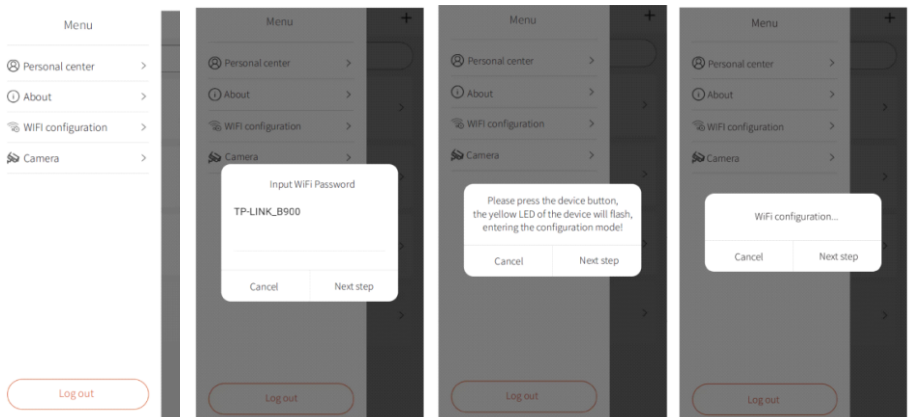 Menu
Personal center >
About >
WIFI configuration >
Camera >
Log out
Menu +
Personal center >
About >
WIFI configuration >
Camera >
Input WiFi Password
TP-LINK_B900
Cancel Next step
Log out
Menu +
Personal center >
About >
WIFI configuration >
Camera >
Please press the device button,
the yellow LED of the device will flash,
entering the configuration mode!
Cancel Next step
Log out
Menu +
Personal center >
About >
WIFI configuration >
Camera >
WiFi configuration...
Cancel Next step
Log out